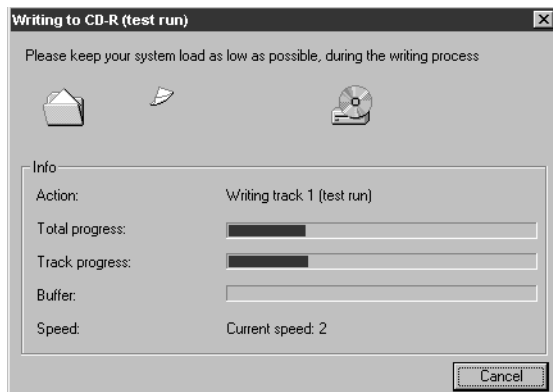 Writing to CD-R (test run)
Please keep your system load as low as possible, during the writing process
Info
Action: Writing track 1 (test run)
Total progress:
Track progress:
Buffer:
Speed: Current speed: 2
Cancel